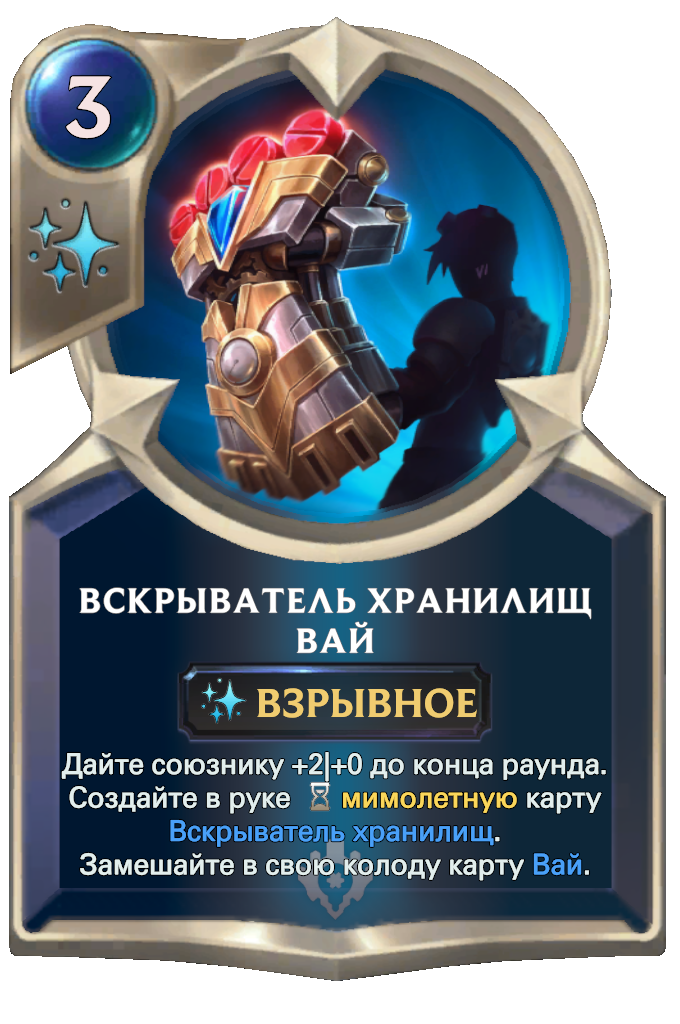 3
ВСКРЫВАТЕЛЬ ХРАНИЛИЩ
ВАЙ
ВЗРЫВНОЕ
Дайте союзнику +2|+0 до конца раунда.
Создайте в руке мимолетную карту
Вскрыватель хранилищ.
Замешайте в свою колоду карту Вай.